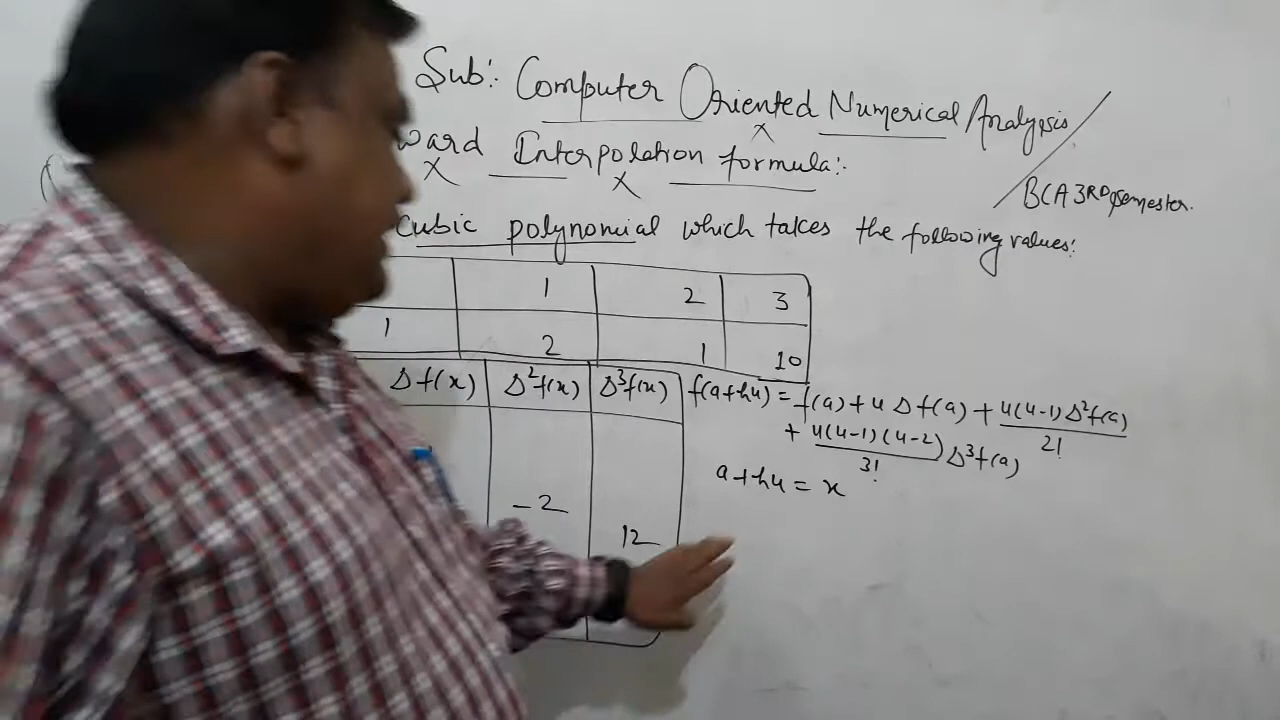 Sub:- Computer Oriented Numerical Analysis
ward Interpolation formula:-
BCA 3RD semester.
cubic polynomial which takes the following values:
1 2 3
1 2 1 10
Δf(x) Δ²f(x) Δ³f(x)
-2
12
f(a+hu) = f(a) + u Δf(a) + u(u-1)/2! Δ²f(a)
+ u(u-1)(u-2)/3! Δ³f(a)
a+hu = x